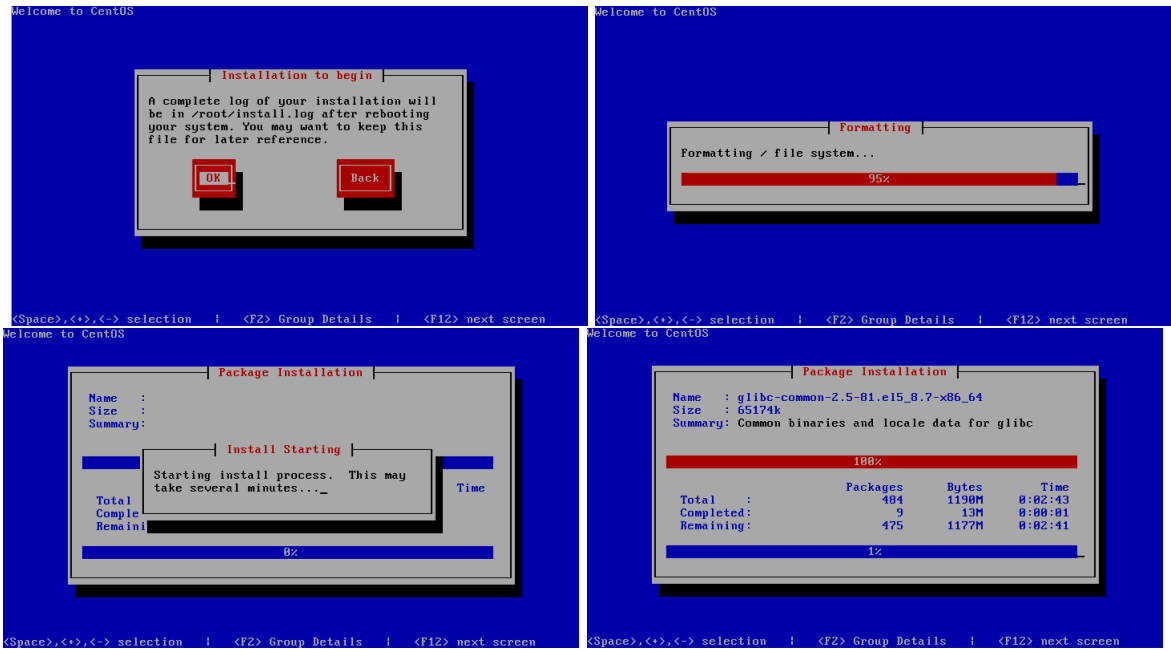 Welcome to CentOS
Installation to begin
A complete log of your installation will
be in /root/install.log after rebooting
your system. You may want to keep this
file for later reference.
OK Back
<Space>,<+>,<-> selection | <F2> Group Details | <F12> next screen
Welcome to CentOS
Formatting
Formatting / file system...
95%
<Space>,<+>,<-> selection | <F2> Group Details | <F12> next screen
Welcome to CentOS
Package Installation
Name :
Size :
Summary:
Install Starting
Starting install process. This may
take several minutes..._
Time
Total
Comple
Remaini
0%
<Space>,<+>,<-> selection | <F2> Group Details | <F12> next screen
Welcome to CentOS
Package Installation
Name : glibc-common-2.5-81.el5_8.7-x86_64
Size : 65174k
Summary: Common binaries and locale data for glibc
100%
Packages Bytes Time
Total : 484 1190M 0:02:43
Completed: 9 13M 0:00:01
Remaining: 475 1177M 0:02:41
1%
<Space>,<+>,<-> selection | <F2> Group Details | <F12> next screen